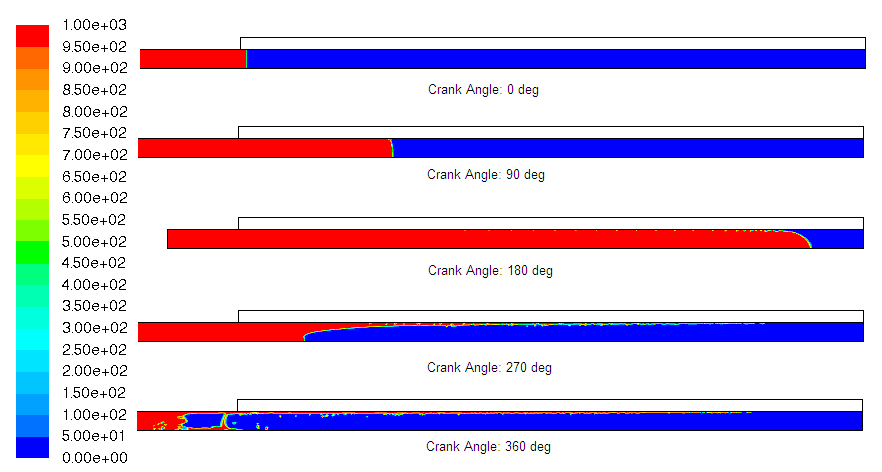 1.00e+03
9.50e+02
9.00e+02
8.50e+02
8.00e+02
7.50e+02
7.00e+02
6.50e+02
6.00e+02
5.50e+02
5.00e+02
4.50e+02
4.00e+02
3.50e+02
3.00e+02
2.50e+02
2.00e+02
1.50e+02
1.00e+02
5.00e+01
0.00e+00
Crank Angle: 0 deg
Crank Angle: 90 deg
Crank Angle: 180 deg
Crank Angle: 270 deg
Crank Angle: 360 deg